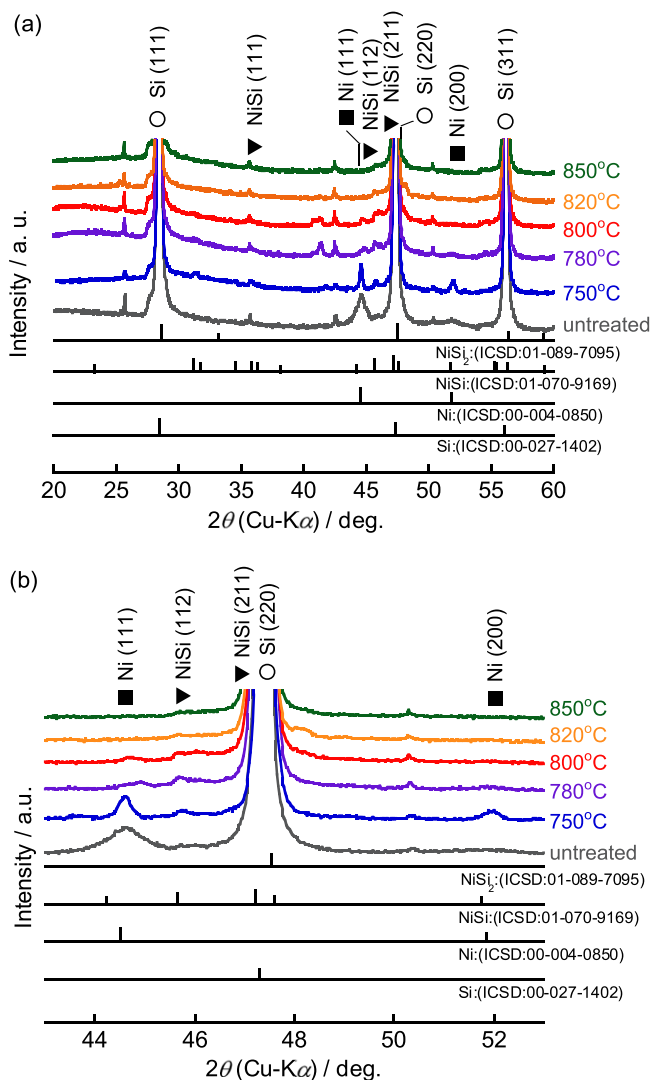 (a)
Si (111)
NiSi (111)
Ni (111)
NiSi (112)
NiSi (211)
Si (220)
Ni (200)
Si (311)
850°C
820°C
800°C
780°C
750°C
untreated
Intensity / a. u.
NiSi2:(ICSD:01-089-7095)
NiSi:(ICSD:01-070-9169)
Ni:(ICSD:00-004-0850)
Si:(ICSD:00-027-1402)
20 25 30 35 40 45 50 55 60
2θ (Cu-Kα) / deg.
(b)
Ni (111)
NiSi (112)
NiSi (211)
Si (220)
Ni (200)
850°C
820°C
800°C
780°C
750°C
untreated
Intensity / a.u.
NiSi2:(ICSD:01-089-7095)
NiSi:(ICSD:01-070-9169)
Ni:(ICSD:00-004-0850)
Si:(ICSD:00-027-1402)
44 46 48 50 52
2θ (Cu-Kα) / deg.